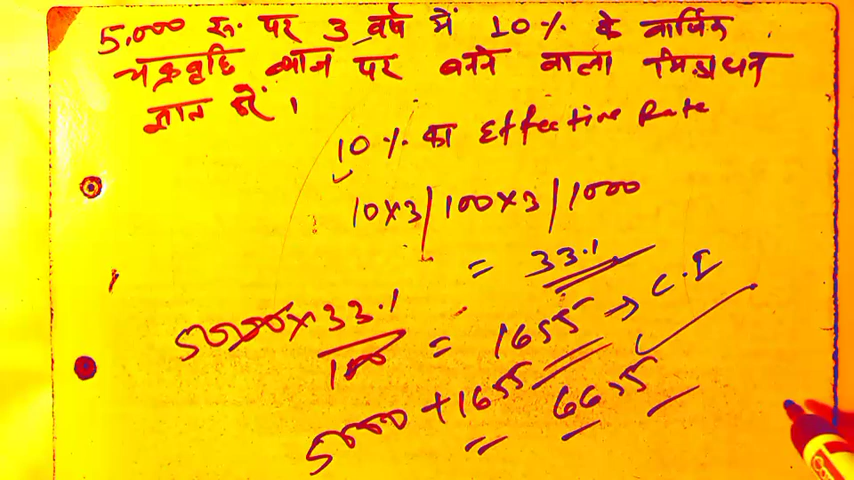 5,000 रु. पर 3 वर्ष में 10 % के वार्षिक
चक्रवृद्धि ब्याज पर बनने वाला मिश्रधन
ज्ञात करें ।
10 % का Effective Rate
10×3 | 100×3 | 1000
= 33.1
5000×33.1/100 = 1655 → C.I
5000 + 1655 = 6655